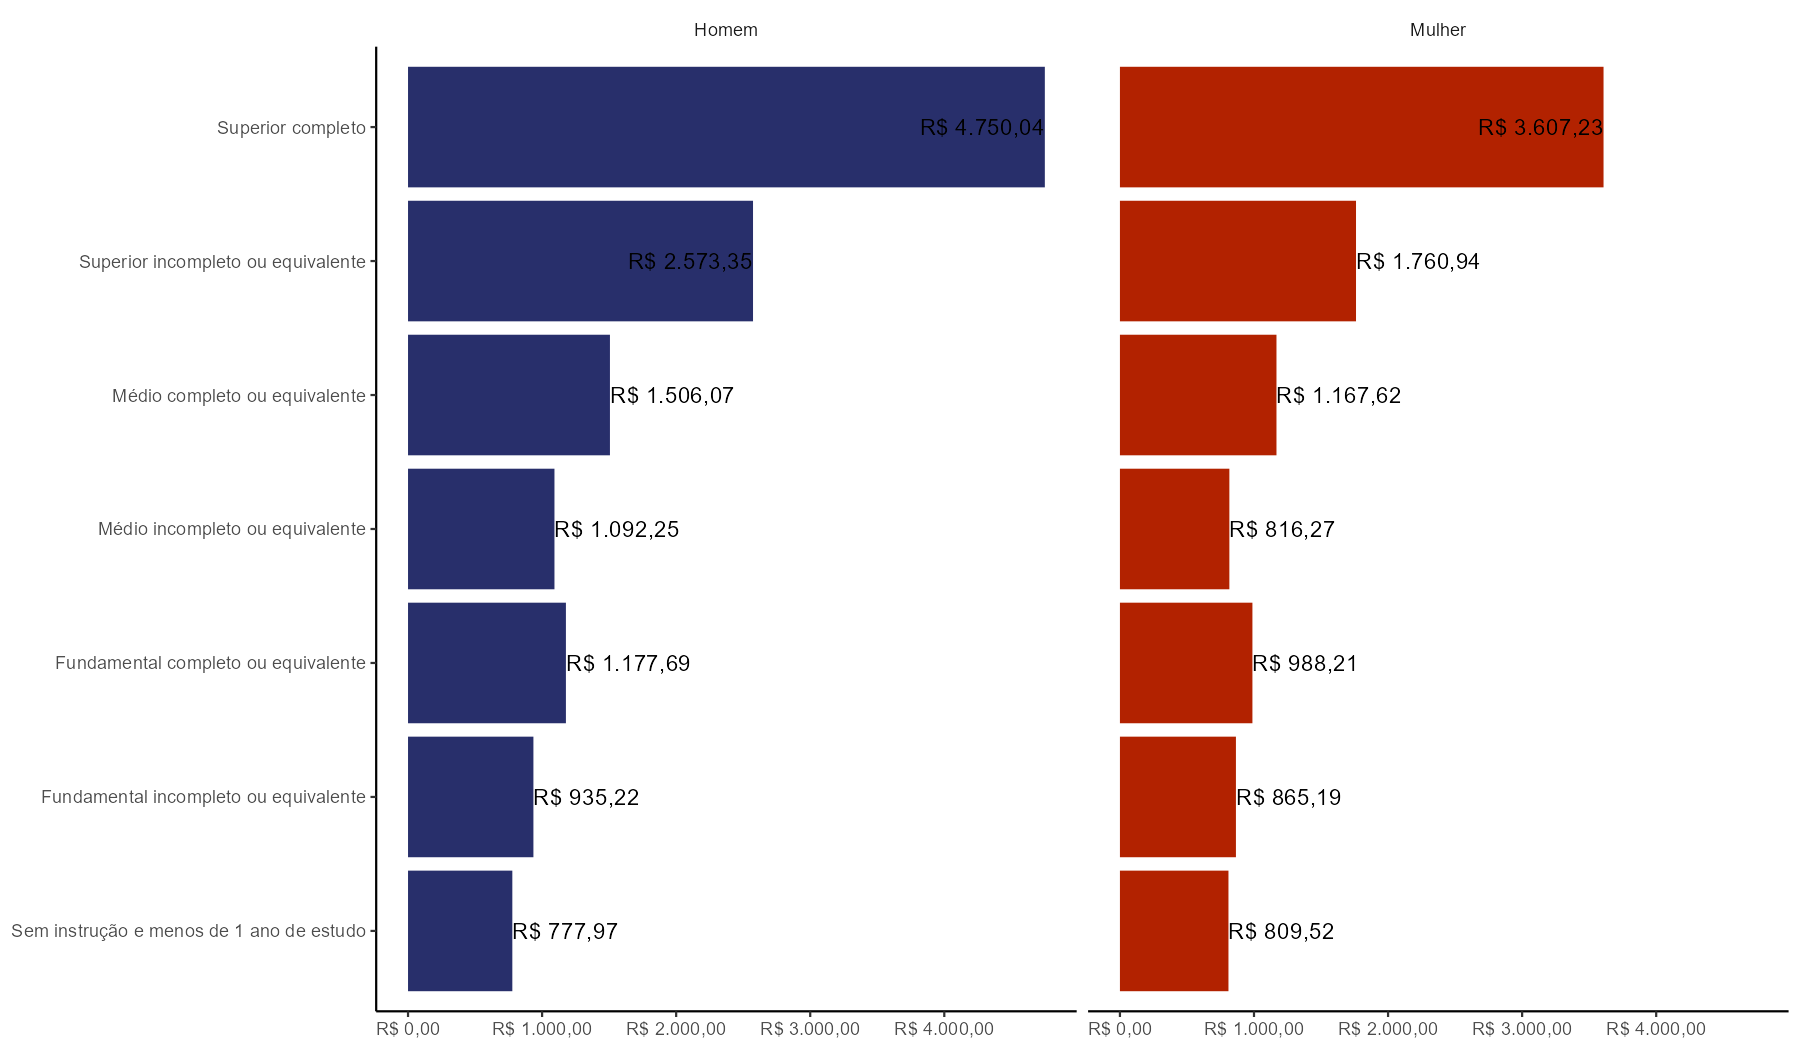 Homem
Mulher
Superior completo
R$ 4.750,04
R$ 3.607,23
Superior incompleto ou equivalente
R$ 2.573,35
R$ 1.760,94
Médio completo ou equivalente
R$ 1.506,07
R$ 1.167,62
Médio incompleto ou equivalente
R$ 1.092,25
R$ 816,27
Fundamental completo ou equivalente
R$ 1.177,69
R$ 988,21
Fundamental incompleto ou equivalente
R$ 935,22
R$ 865,19
Sem instrução e menos de 1 ano de estudo
R$ 777,97
R$ 809,52
R$ 0,00
R$ 1.000,00
R$ 2.000,00
R$ 3.000,00
R$ 4.000,00
R$ 0,00
R$ 1.000,00
R$ 2.000,00
R$ 3.000,00
R$ 4.000,00